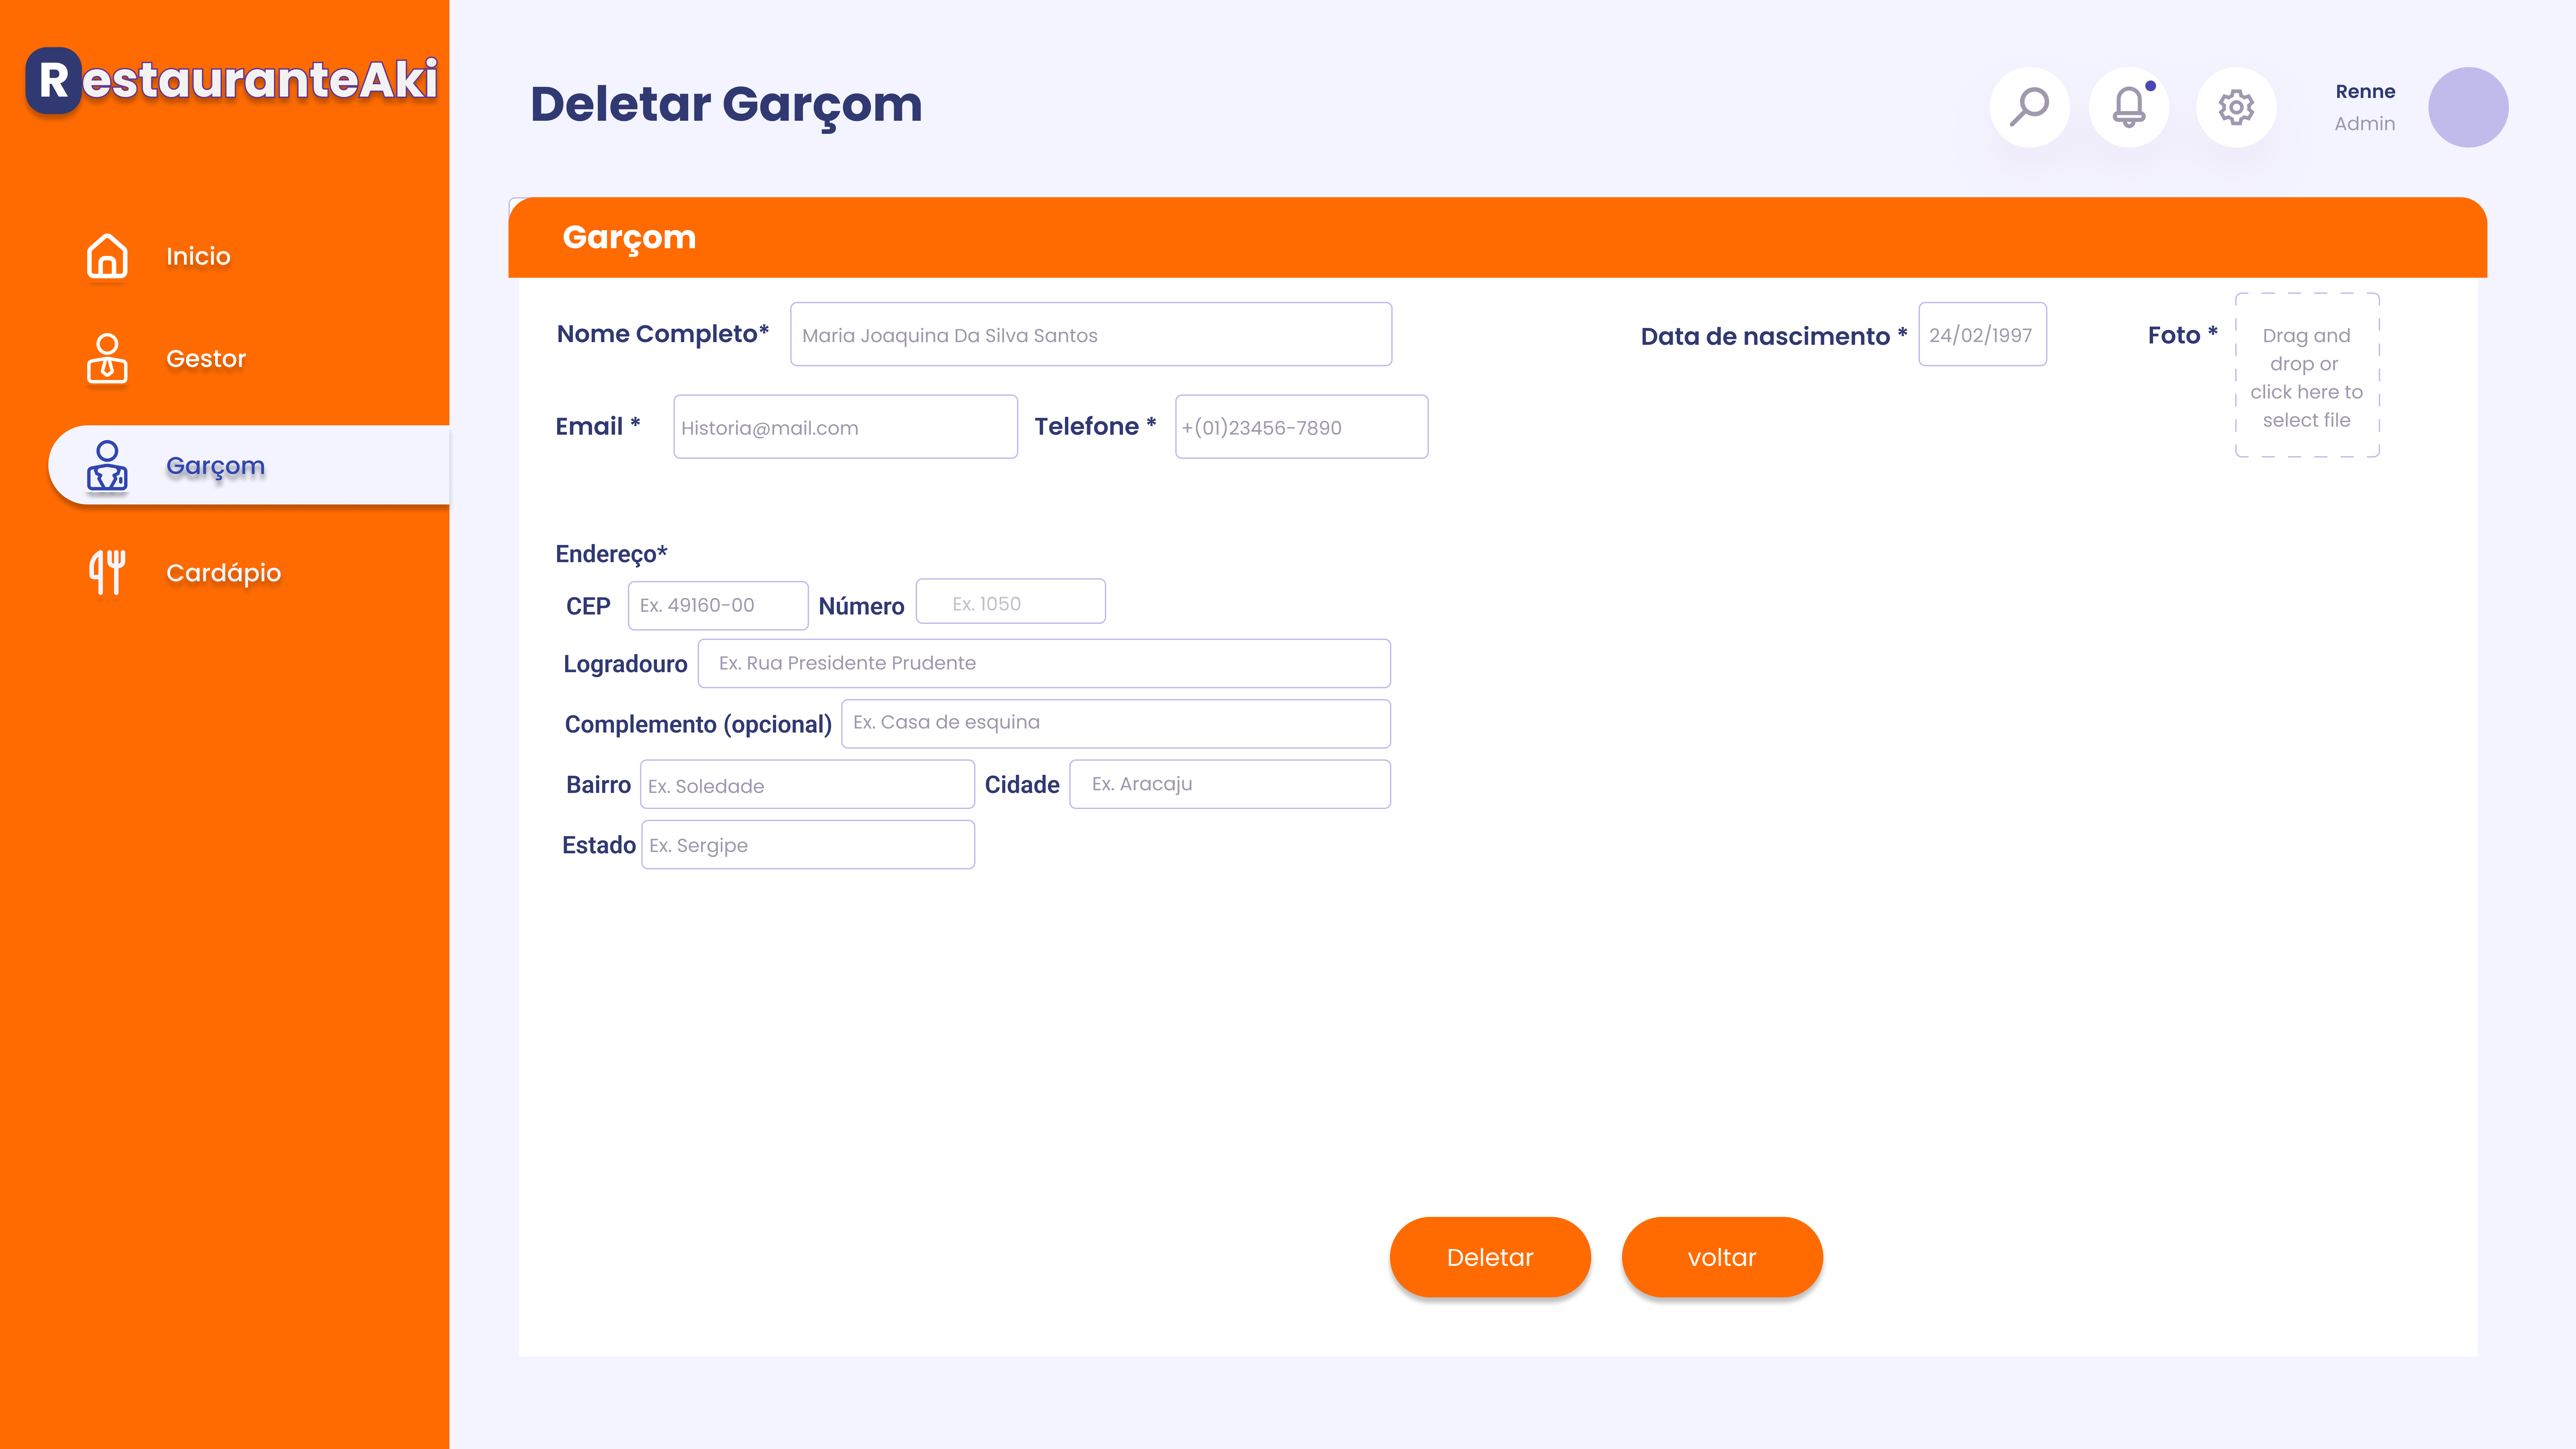 RestauranteAki
Inicio
Gestor
Garçom
Cardápio
Deletar Garçom
Renne
Admin
Garçom
Nome Completo* Maria Joaquina Da Silva Santos
Data de nascimento * 24/02/1997
Foto *
Drag and
drop or
click here to
select file
Email * Historia@mail.com Telefone * +(01)23456-7890
Endereço*
CEP Ex. 49160-00 Número Ex. 1050
Logradouro Ex. Rua Presidente Prudente
Complemento (opcional) Ex. Casa de esquina
Bairro Ex. Soledade Cidade Ex. Aracaju
Estado Ex. Sergipe
Deletar voltar